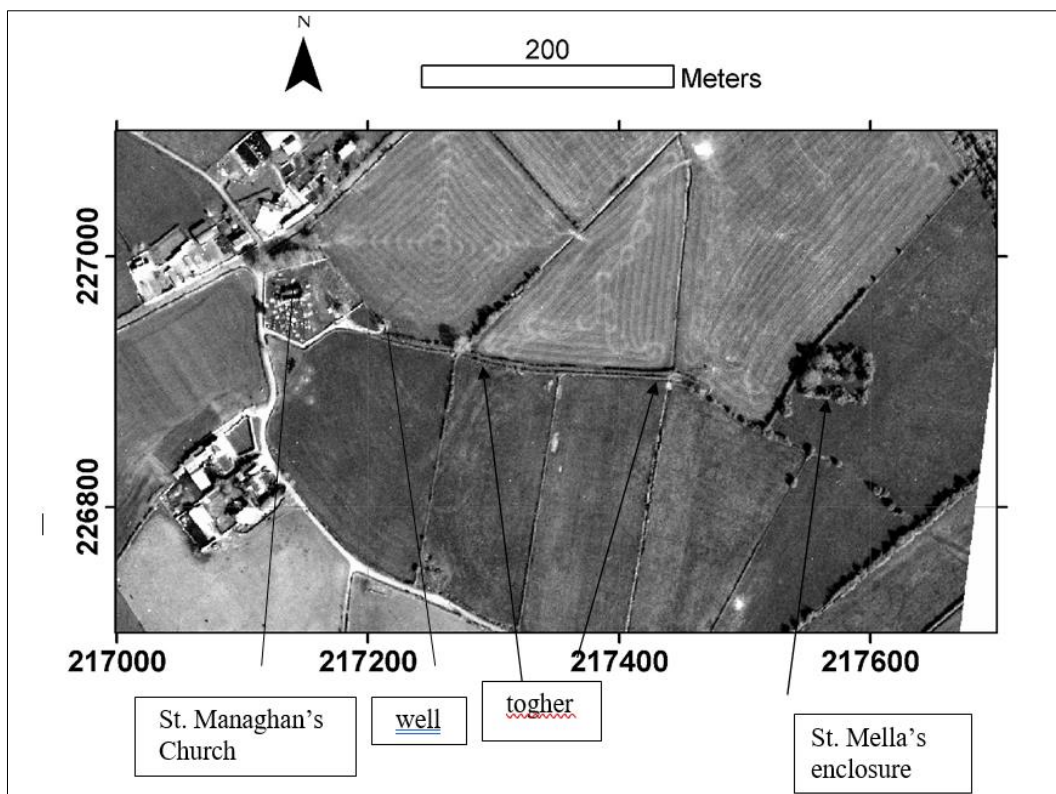 N
200
Meters
227000
226800
217000 217200 217400 217600
St. Managhan's
Church
well
togher
St. Mella's
enclosure